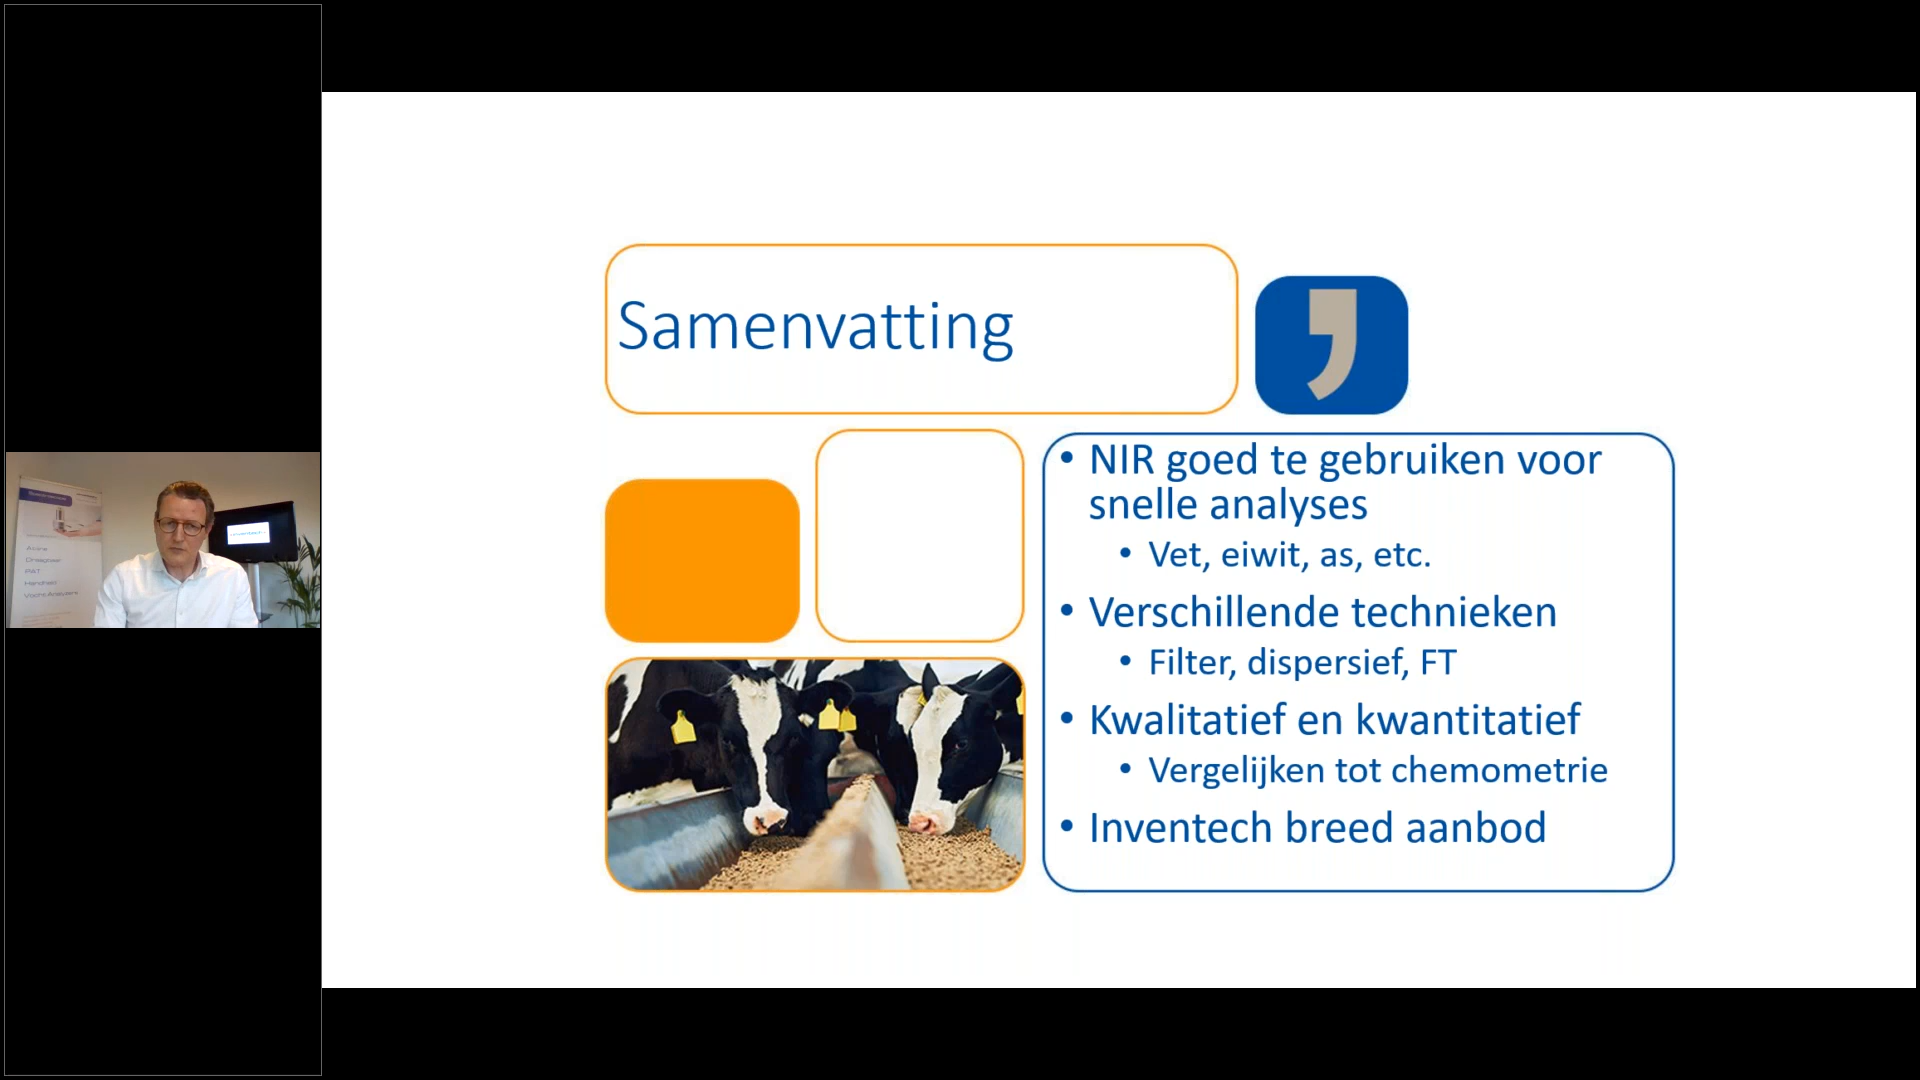 Samenvatting
• NIR goed te gebruiken voor
snelle analyses
• Vet, eiwit, as, etc.
• Verschillende technieken
• Filter, dispersief, FT
• Kwalitatief en kwantitatief
• Vergelijken tot chemometrie
• Inventech breed aanbod